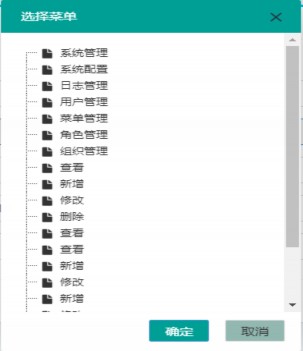 选择菜单
系统管理
系统配置
日志管理
用户管理
菜单管理
角色管理
组织管理
查看
新增
修改
删除
查看
查看
新增
修改
新增
确定
取消